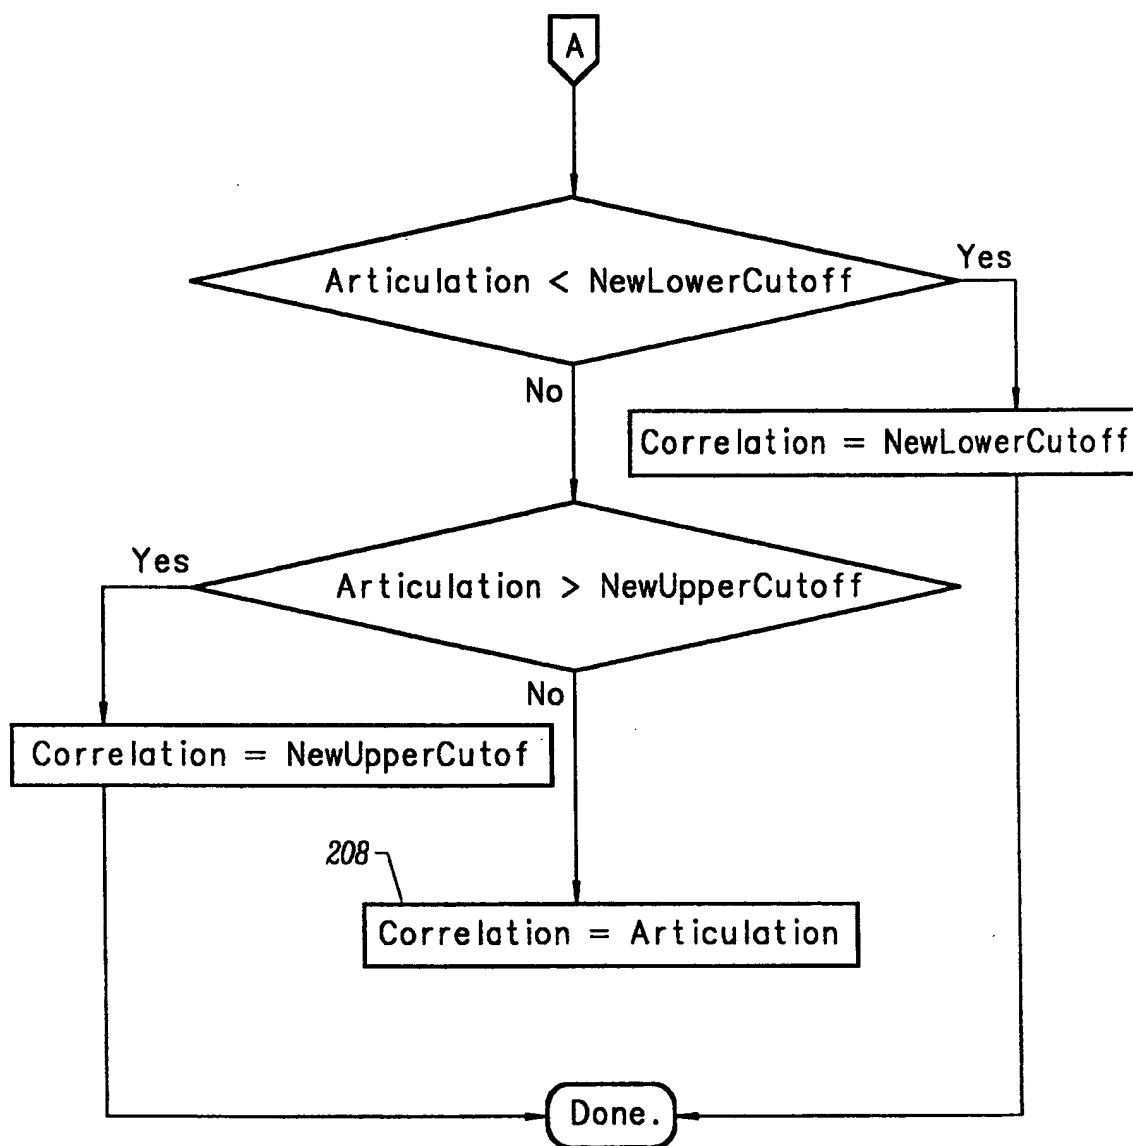 A
Articulation < NewLowerCutoff
Yes
No
Correlation = NewLowerCutoff
Yes
Articulation > NewUpperCutoff
No
Correlation = NewUpperCutof
208
Correlation = Articulation
Done.